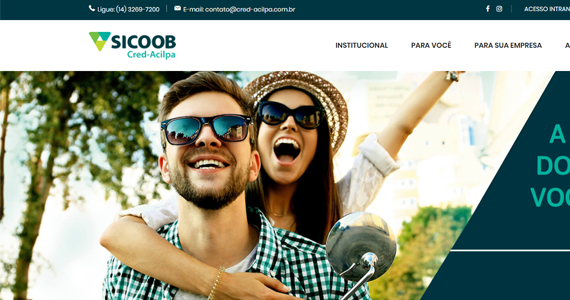 Ligue: (14) 3269-7200
E-mail: contato@cred-acilpa.com.br
ACESSO INTRAN
SICOOB
Cred-Acilpa
INSTITUCIONAL
PARA VOCÊ
PARA SUA EMPRESA
A
A
DO
VOC